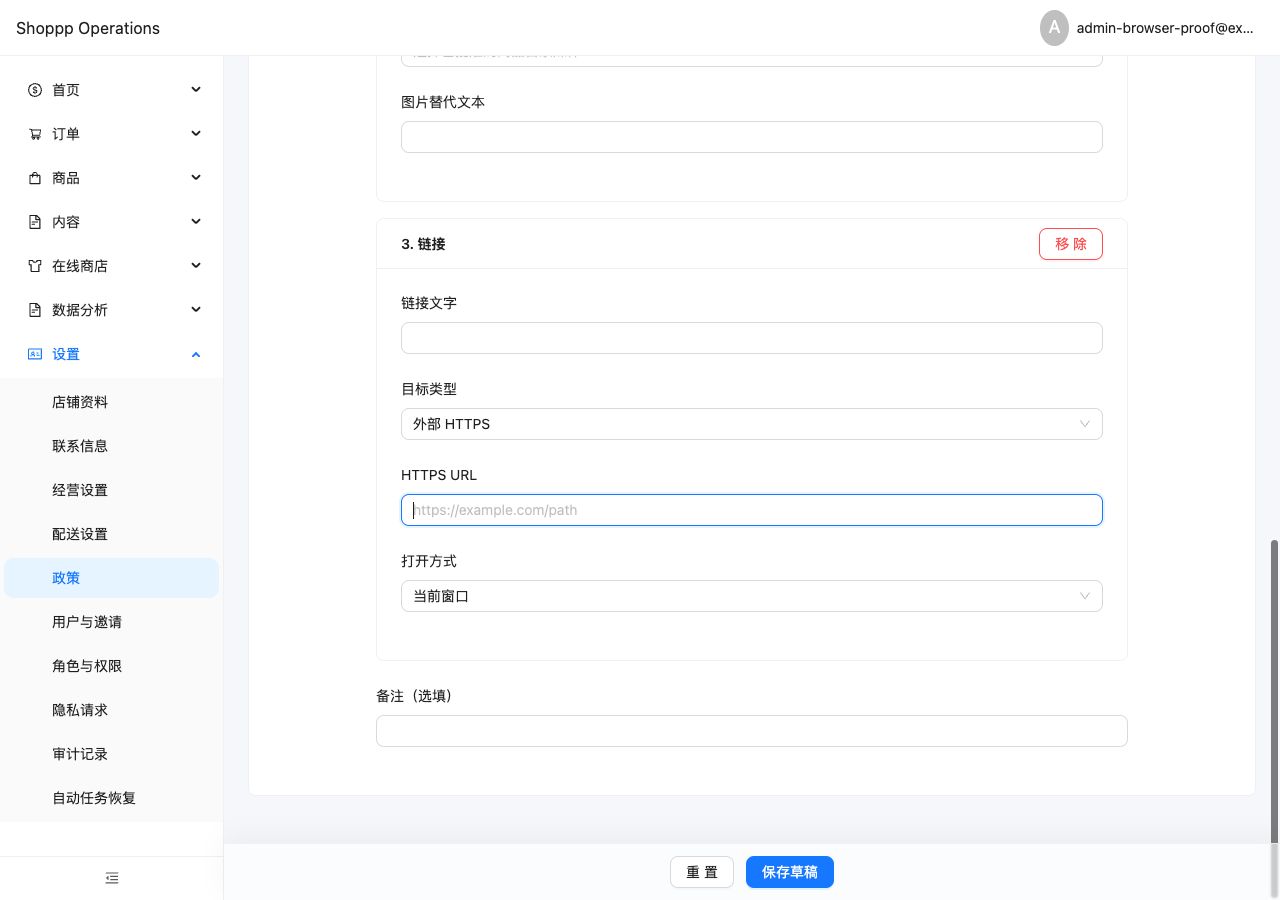 Shoppp Operations
A
admin-browser-proof@ex...
首页
订单
商品
内容
在线商店
数据分析
设置
店铺资料
联系信息
经营设置
配送设置
政策
用户与邀请
角色与权限
隐私请求
审计记录
自动任务恢复
图片替代文本
3. 链接
移 除
链接文字
目标类型
外部 HTTPS
HTTPS URL
https://example.com/path
打开方式
当前窗口
备注（选填）
重 置
保存草稿